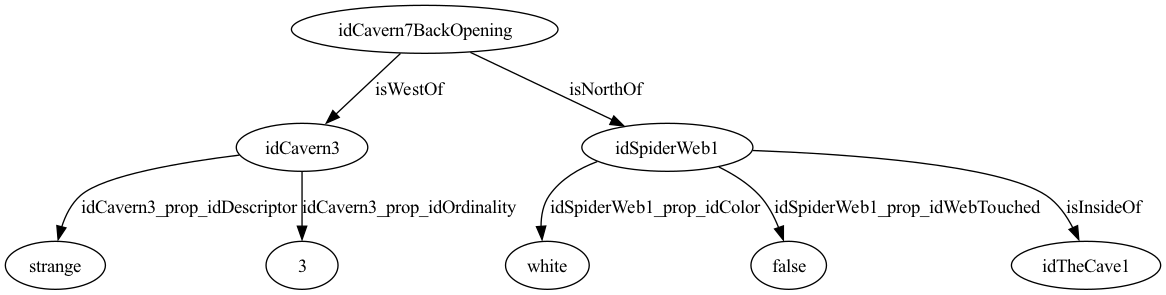 idCavern7BackOpening
isWestOf
isNorthOf
idCavern3
idSpiderWeb1
idCavern3_prop_idDescriptor
idCavern3_prop_idOrdinality
idSpiderWeb1_prop_idColor
idSpiderWeb1_prop_idWebTouched
isInsideOf
strange
3
white
false
idTheCave1